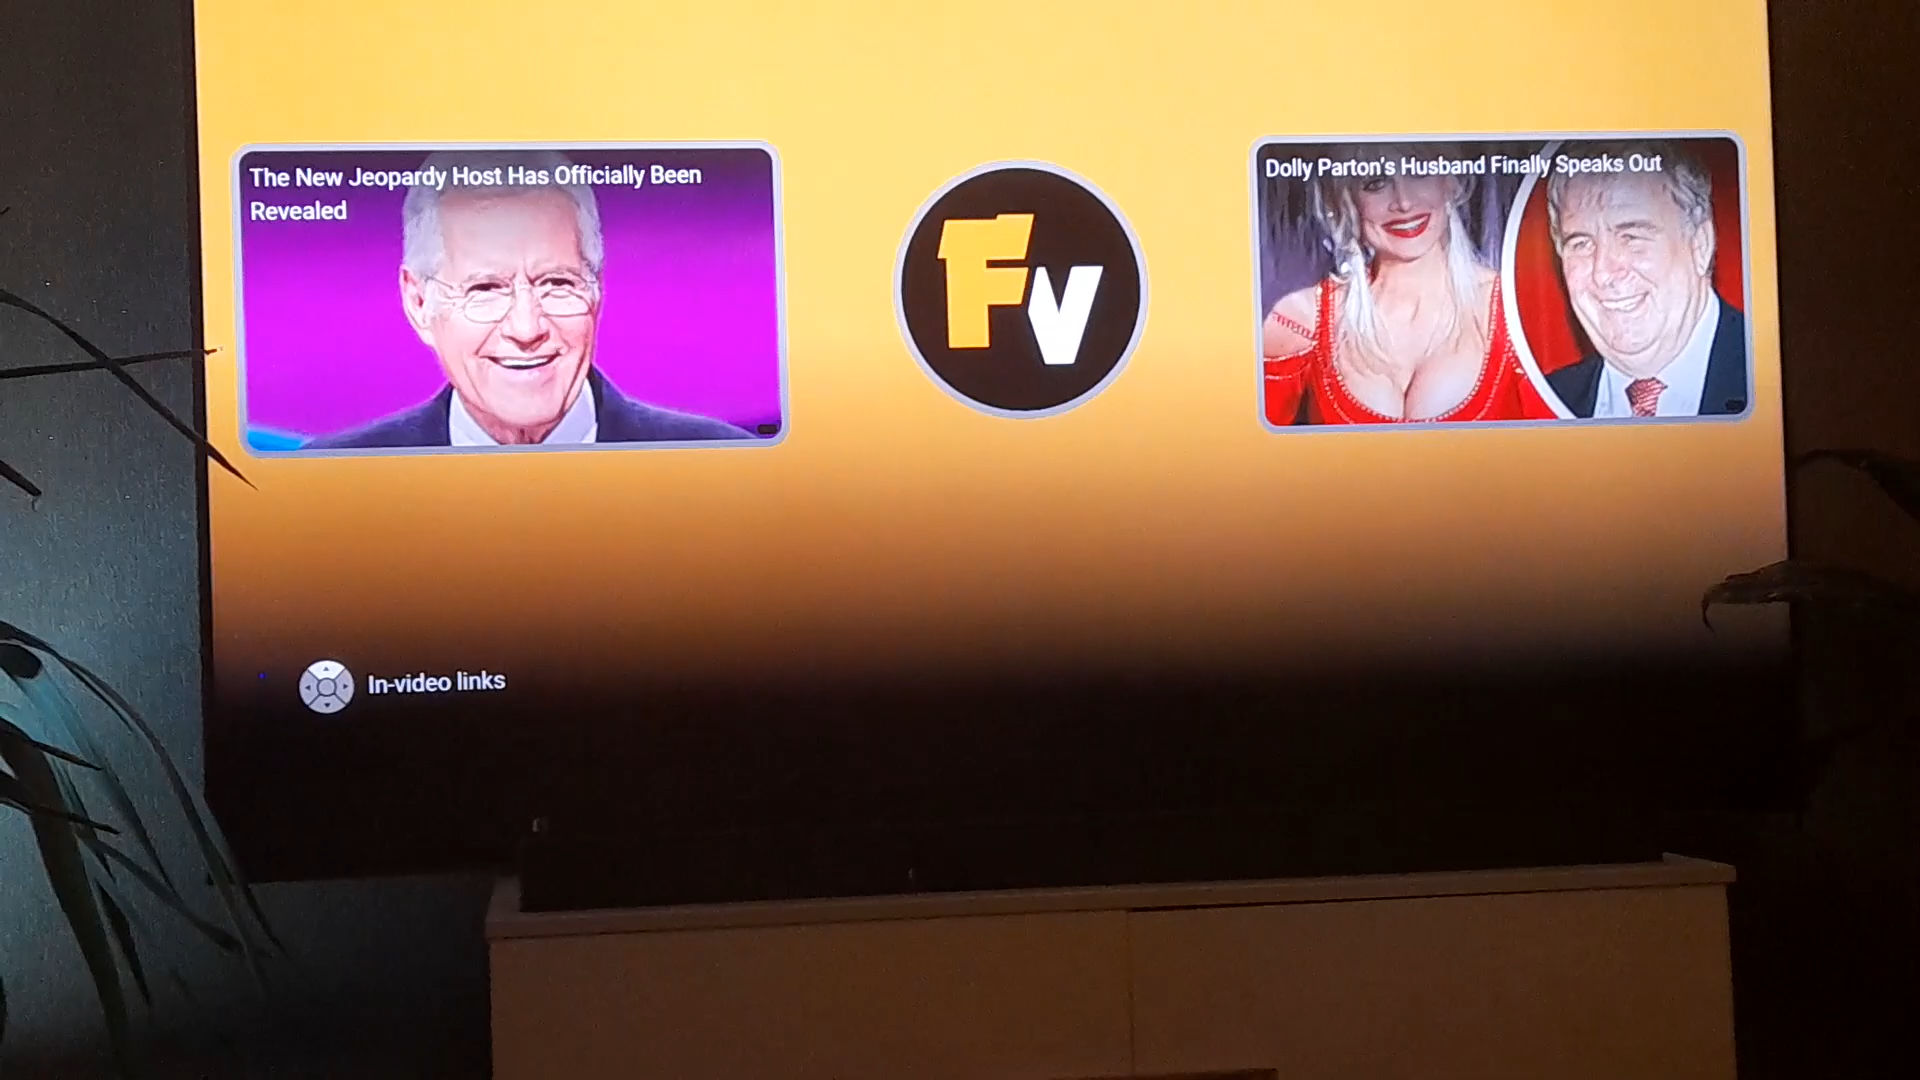 The New Jeopardy Host Has Officially Been
Revealed
FV
Dolly Parton's Husband Finally Speaks Out
In-video links